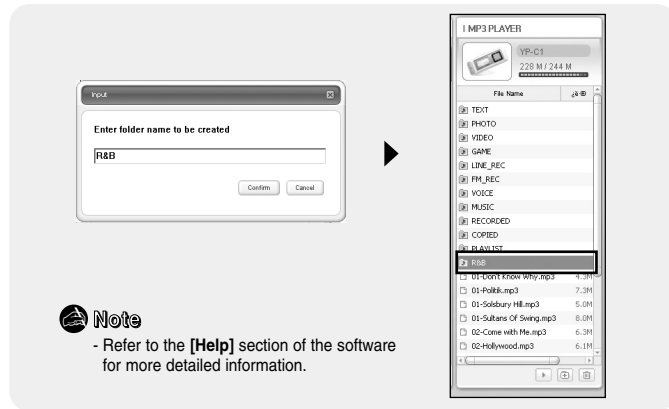 Input
Enter folder name to be created
R&B
Confirm
Cancel
Note
- Refer to the [Help] section of the software
for more detailed information.
MP3 PLAYER
YP-C1
228 M / 244 M
File Name
¿ë·®
TEXT
PHOTO
VIDEO
GAME
LINE_REC
FM_REC
VOICE
MUSIC
RECORDED
COPIED
PLAYLIST
R&B
01-Don't Know Why.mp3 4.3M
01-Politik.mp3 7.3M
01-Solsbury Hill.mp3 5.0M
01-Sultans Of Swing.mp3 8.0M
02-Come with Me.mp3 6.3M
02-Hollywood.mp3 6.1M